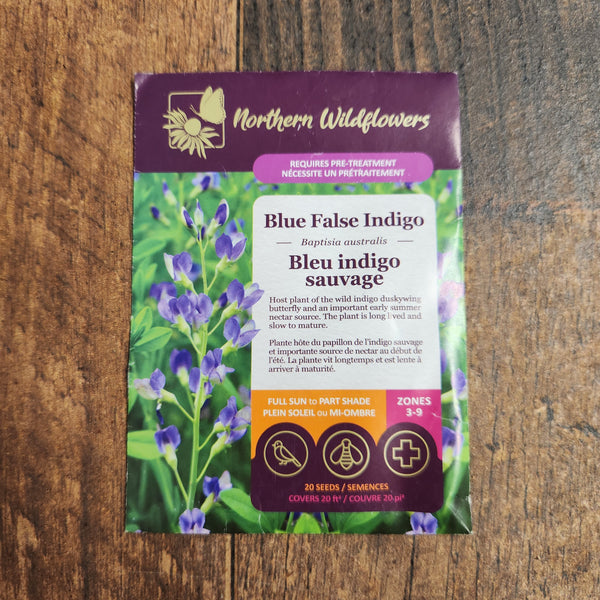 Northern Wildflowers
REQUIRES PRE-TREATMENT
NÉCESSITE UN PRÉTRAITEMENT
Blue False Indigo
Baptisia australis
Bleu indigo
sauvage
Host plant of the wild indigo duskywing
butterfly and an important early summer
nectar source. The plant is long lived and
slow to mature.
Plante hôte du papillon de l'indigo sauvage
et importante source de nectar au début de
l'été. La plante vit longtemps et est lente à
arriver à maturité.
FULL SUN to PART SHADE
PLEIN SOLEIL ou MI-OMBRE
ZONES
3-9
20 SEEDS / SEMENCES
COVERS 20 ft² / COUVRE 20 pi²